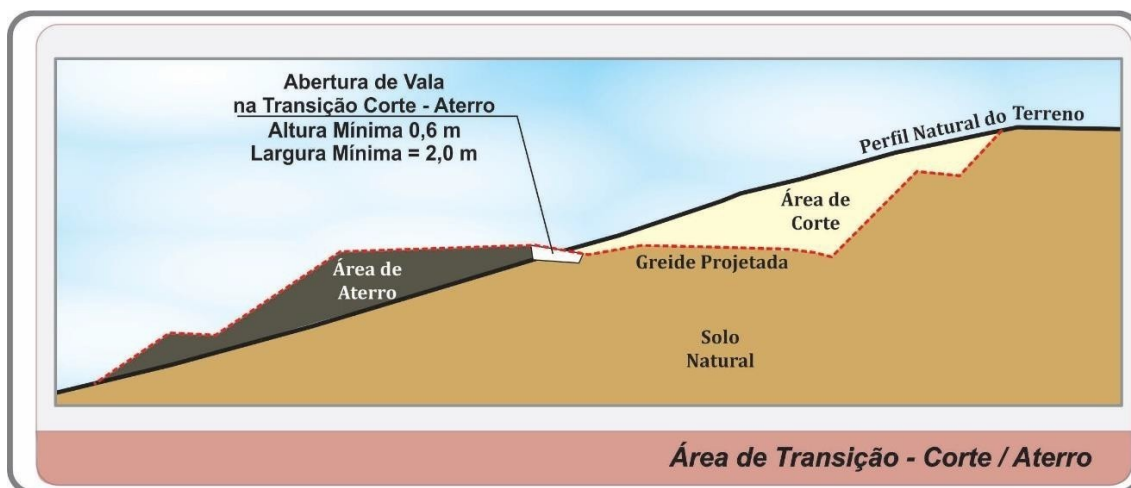 Abertura de Vala
na Transição Corte - Aterro
Altura Mínima 0,6 m
Largura Mínima = 2,0 m
Perfil Natural do Terreno
Área de
Corte
Greide Projetada
Área de
Aterro
Solo
Natural
Área de Transição - Corte / Aterro